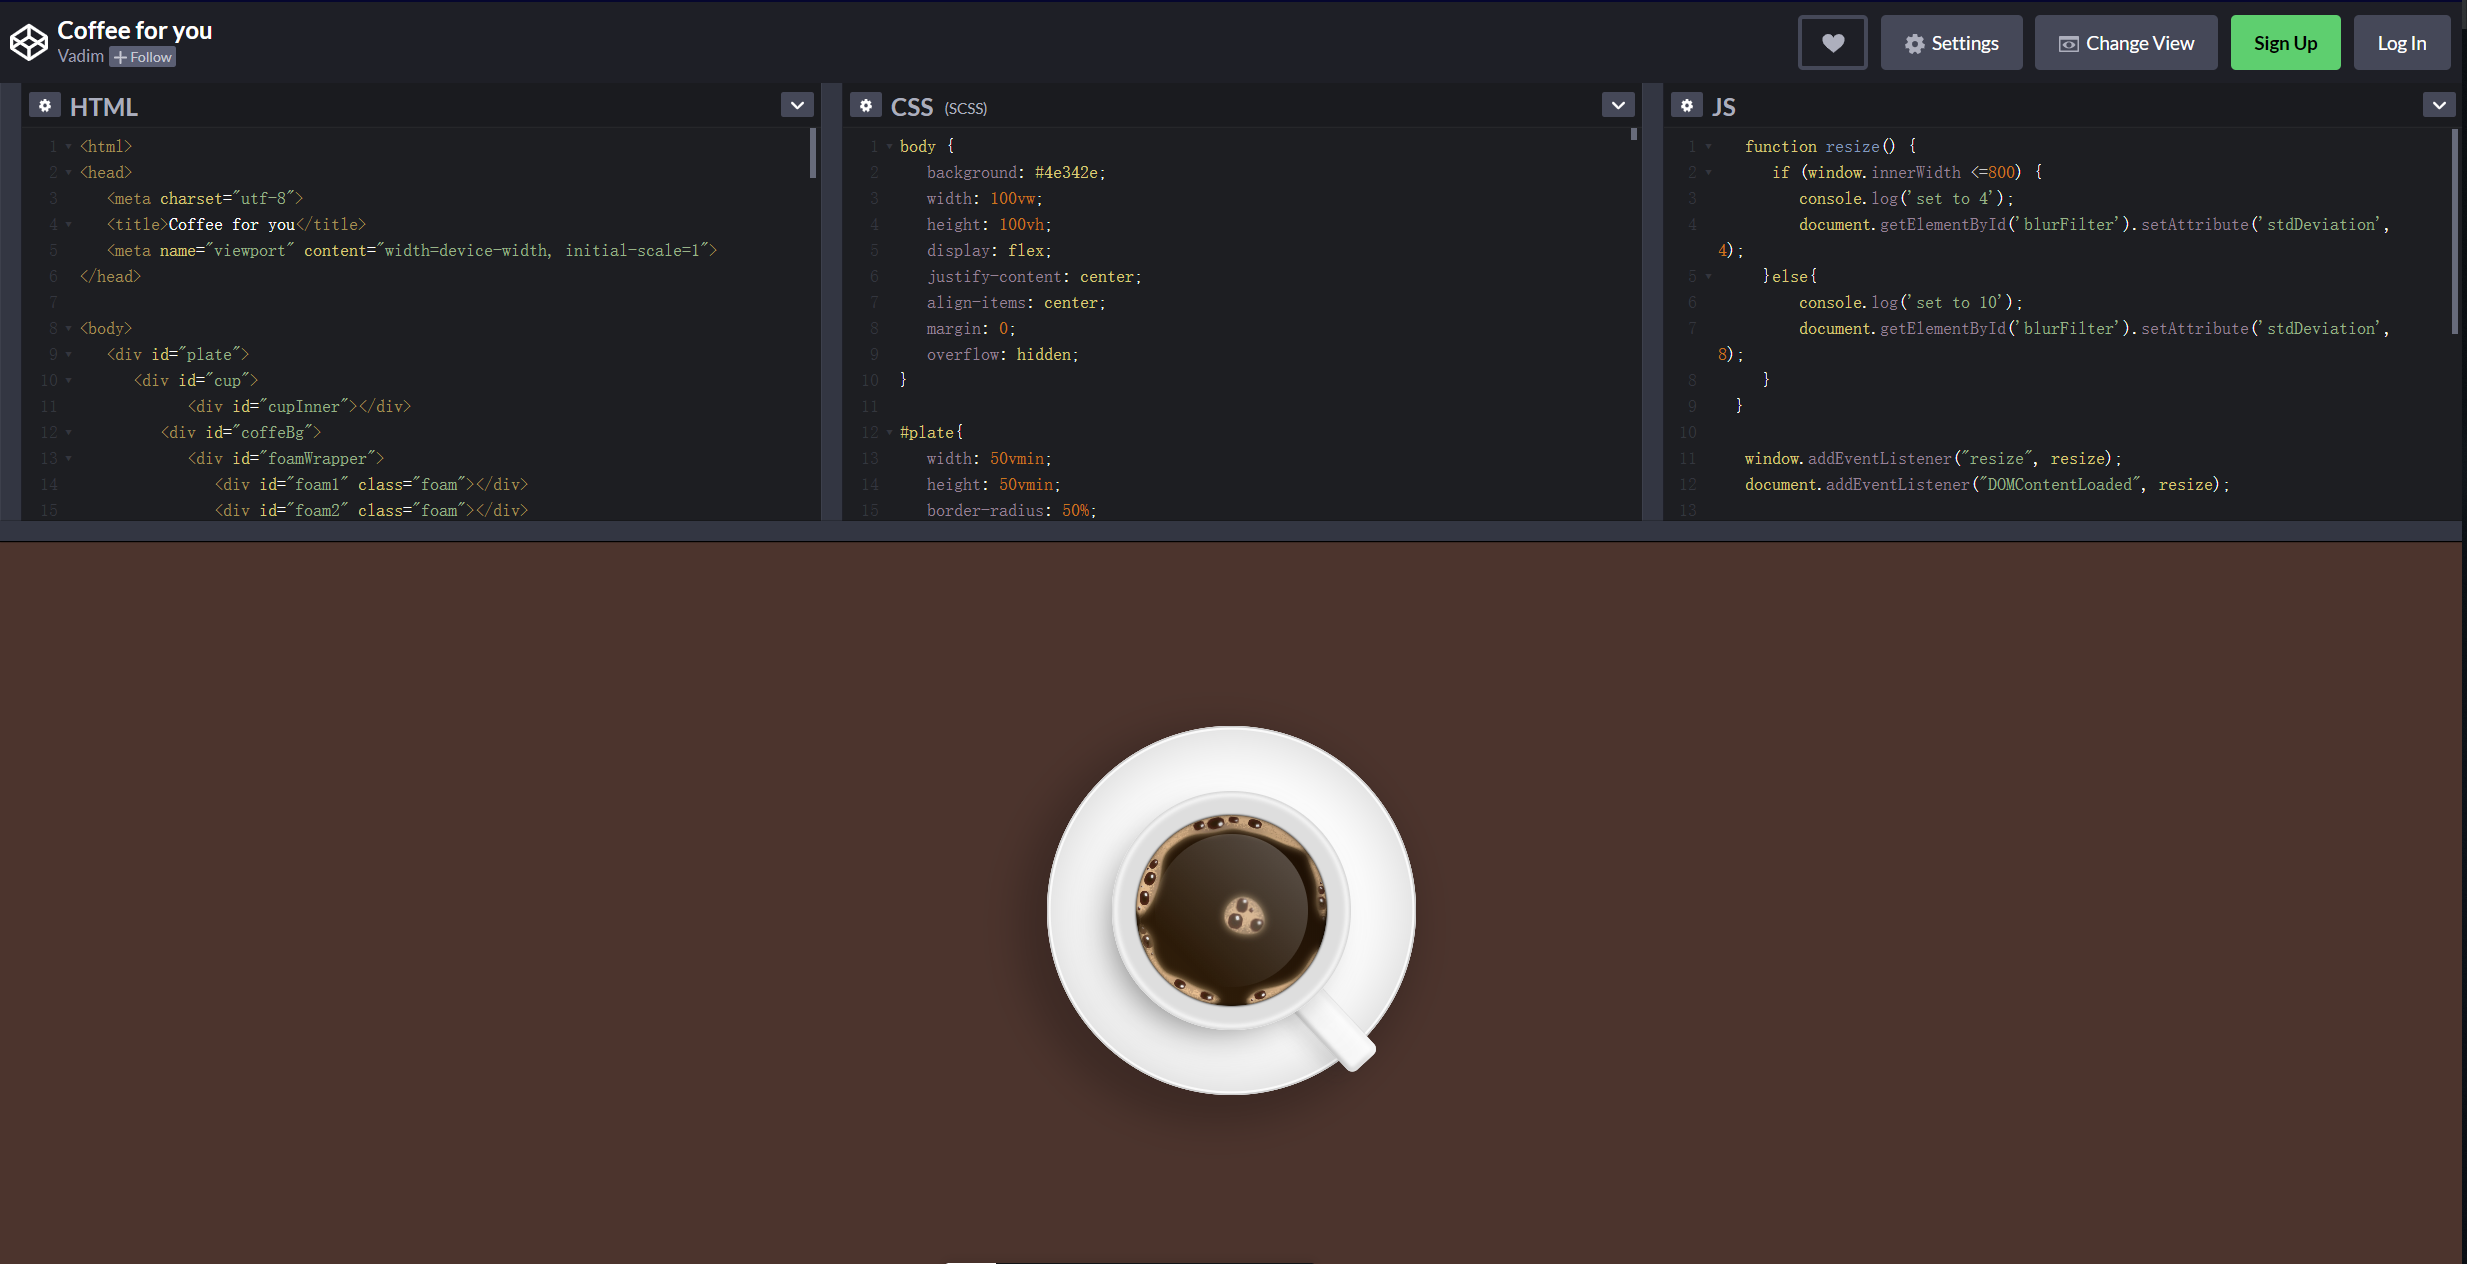 Coffee for you
Vadim + Follow
Settings
Change View
Sign Up
Log In
HTML
1 <html>
2 <head>
3 <meta charset="utf-8">
4 <title>Coffee for you</title>
5 <meta name="viewport" content="width=device-width, initial-scale=1">
6 </head>
7
8 <body>
9 <div id="plate">
10 <div id="cup">
11 <div id="cupInner"></div>
12 <div id="coffeBg">
13 <div id="foamWrapper">
14 <div id="foam1" class="foam"></div>
15 <div id="foam2" class="foam"></div>
CSS (SCSS)
1 body {
2 background: #4e342e;
3 width: 100vw;
4 height: 100vh;
5 display: flex;
6 justify-content: center;
7 align-items: center;
8 margin: 0;
9 overflow: hidden;
10 }
11
12 #plate{
13 width: 50vmin;
14 height: 50vmin;
15 border-radius: 50%;
JS
1 function resize() {
2 if (window.innerWidth <=800) {
3 console.log('set to 4');
4 document.getElementById('blurFilter').setAttribute('stdDeviation',
4);
5 }else{
6 console.log('set to 10');
7 document.getElementById('blurFilter').setAttribute('stdDeviation',
8);
8 }
9 }
10
11 window.addEventListener("resize", resize);
12 document.addEventListener("DOMContentLoaded", resize);
13